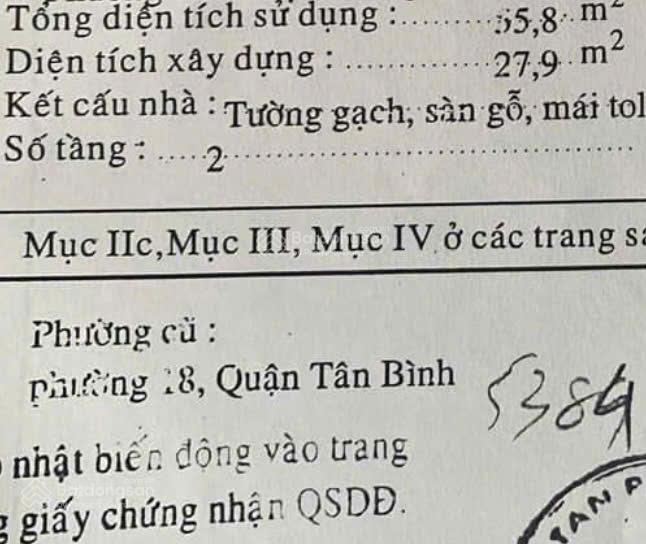 Tổng diện tích sử dụng : 55,8 m²
Diện tích xây dựng : 27,9 m²
Kết cấu nhà : Tường gạch, sàn gỗ, mái tol
Số tầng : 2
Mục IIc, Mục III, Mục IV ở các trang
Phường cũ :
phường 18, Quận Tân Bình
5384
nhật biến động vào trang
giấy chứng nhận QSDĐ.
TAN